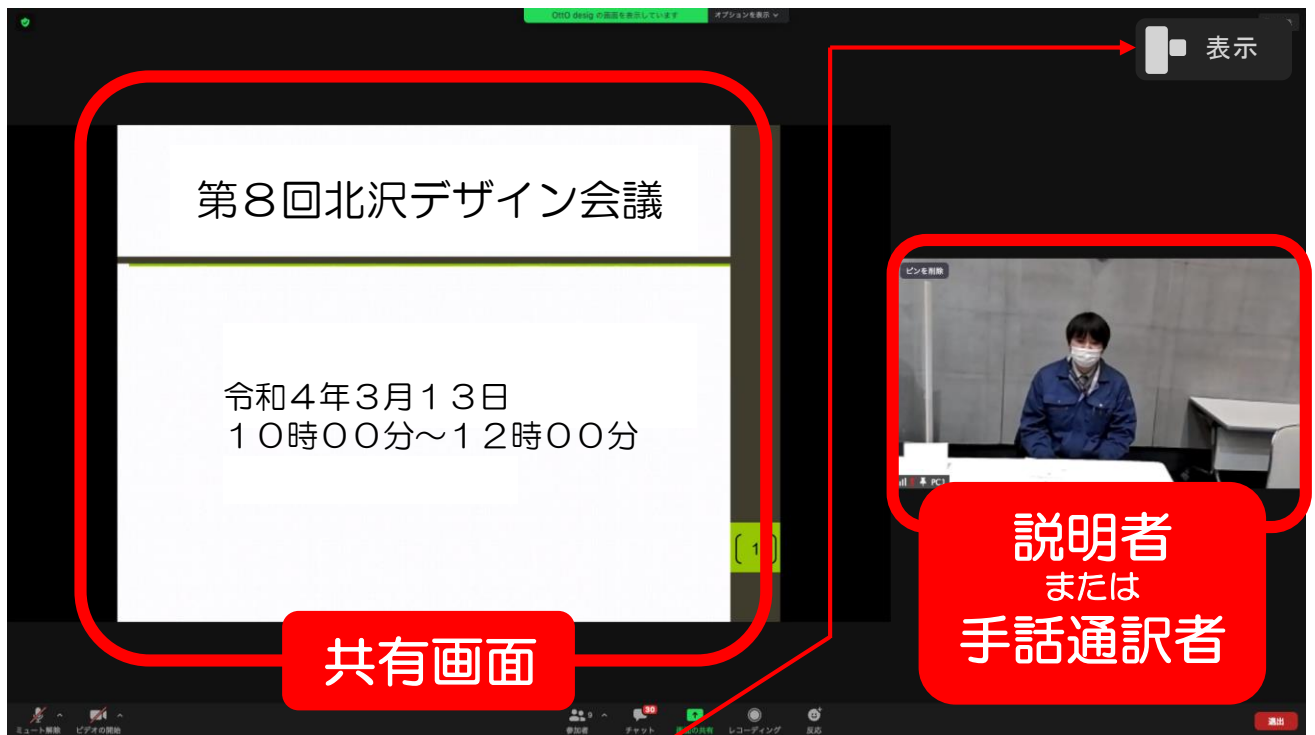 OttO desig の画面を表示しています
オプションを表示
表示
第８回北沢デザイン会議
令和４年３月１３日
１０時００分～１２時００分
( 1 )
共有画面
ピンを削除
PC1
説明者
または
手話通訳者
ミュート解除
ビデオの開始
9
参加者
30
チャット
画面の共有
レコーディング
反応
退出